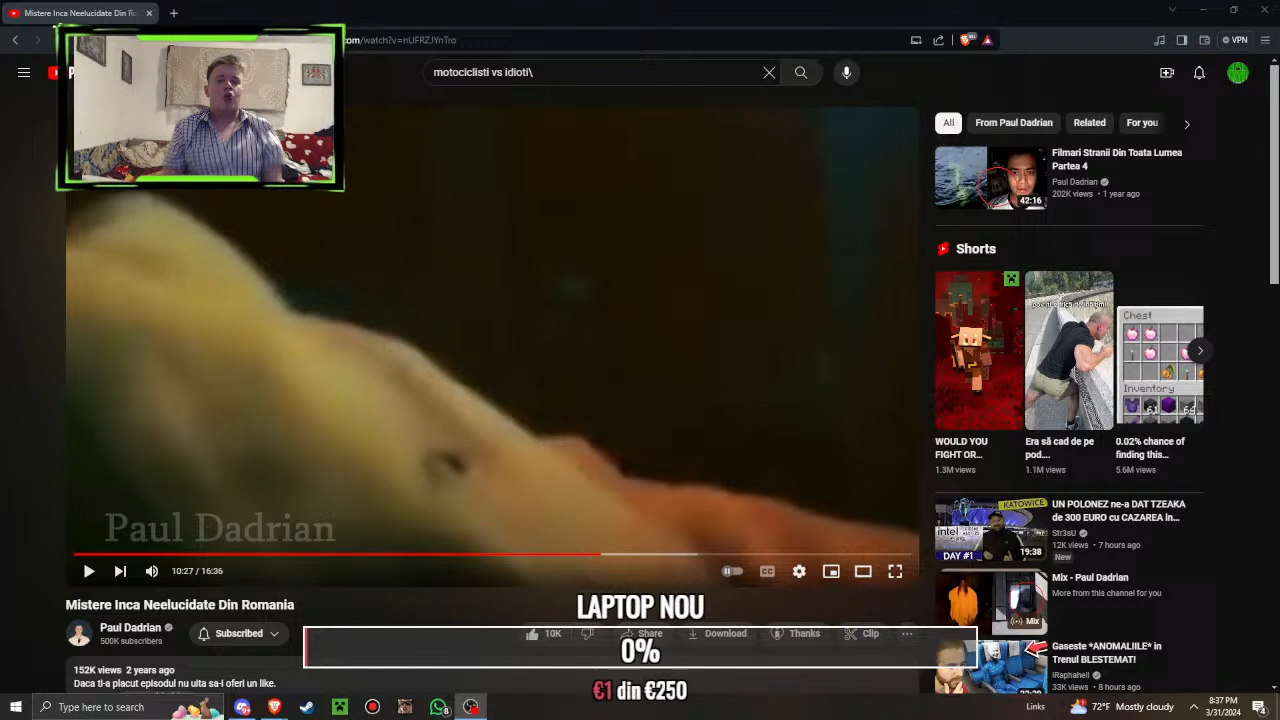 Mistere Inca Neelucidate Din R
com/watch?v=nUFRZJYnTro
VPN
motociclisti vs idioti\
All
From Paul Dadrian
Related
For you
Filmari Stranii Din Toata Lumea
Partea 4
Paul Dadrian
202K views • 1 year ago
42:16
Shorts
Chest
Inventory
61
64
WOULD YOU
FIGHT OR...
1.3M views
Era să cad de pe
pod....
1.1M views
0.02% chance of
finding this...
5.6M views
Paul Dadrian
10:27 / 16:36
CC
KATOWICE
intel
DAY #1
19:38
UN POLONEZ ne-a DAT TZEAKA
de 300 EURO cu CAZAREA în...
Str3sU
12K views • 7 hours ago
New
Mix
Mix - Paul Dadrian
More from this channel for you
Gaseste *ANOMALIILE* in
Trenul BLESTEMAT!
iRaphahell
33K views • 8 hours ago
Mistere Inca Neelucidate Din Romania
Paul Dadrian
500K subscribers
Subscribed
10K
Share
Download
Thanks
Clip
LAPTOP NOU
0%
€1 din €250
152K views 2 years ago
Daca ti-a placut episodul nu uita sa-i oferi un like.
Type here to search
8
Links
72°F Mostly cloudy
8:37 PM
3/31/2024